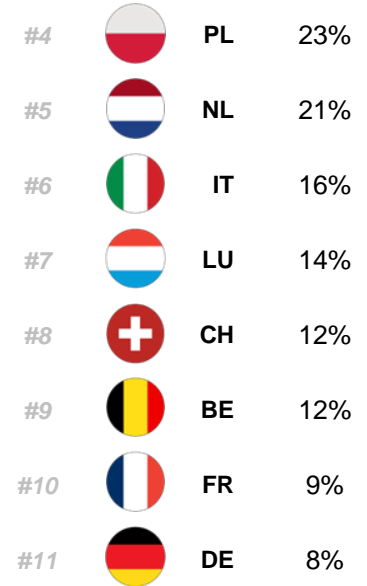 #4 PL 23%
#5 NL 21%
#6 IT 16%
#7 LU 14%
#8 CH 12%
#9 BE 12%
#10 FR 9%
#11 DE 8%